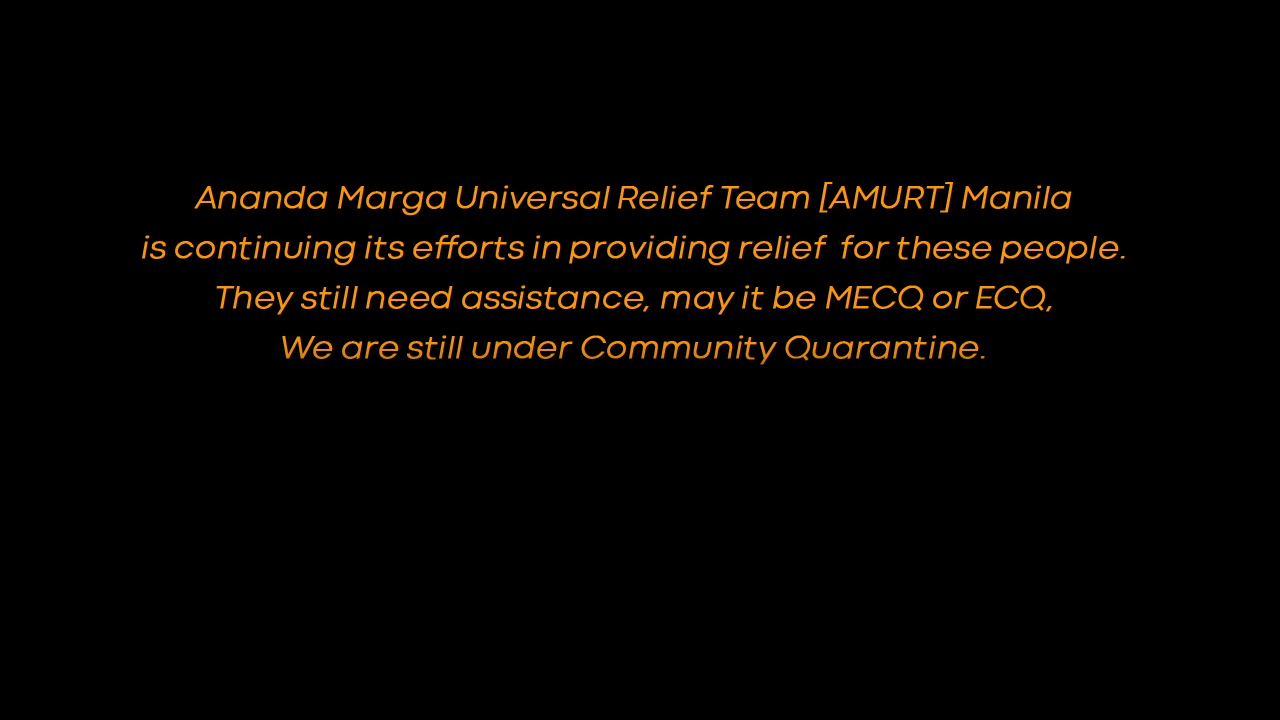 Ananda Marga Universal Relief Team [AMURT] Manila
is continuing its efforts in providing relief  for these people.
They still need assistance, may it be MECQ or ECQ,
We are still under Community Quarantine.